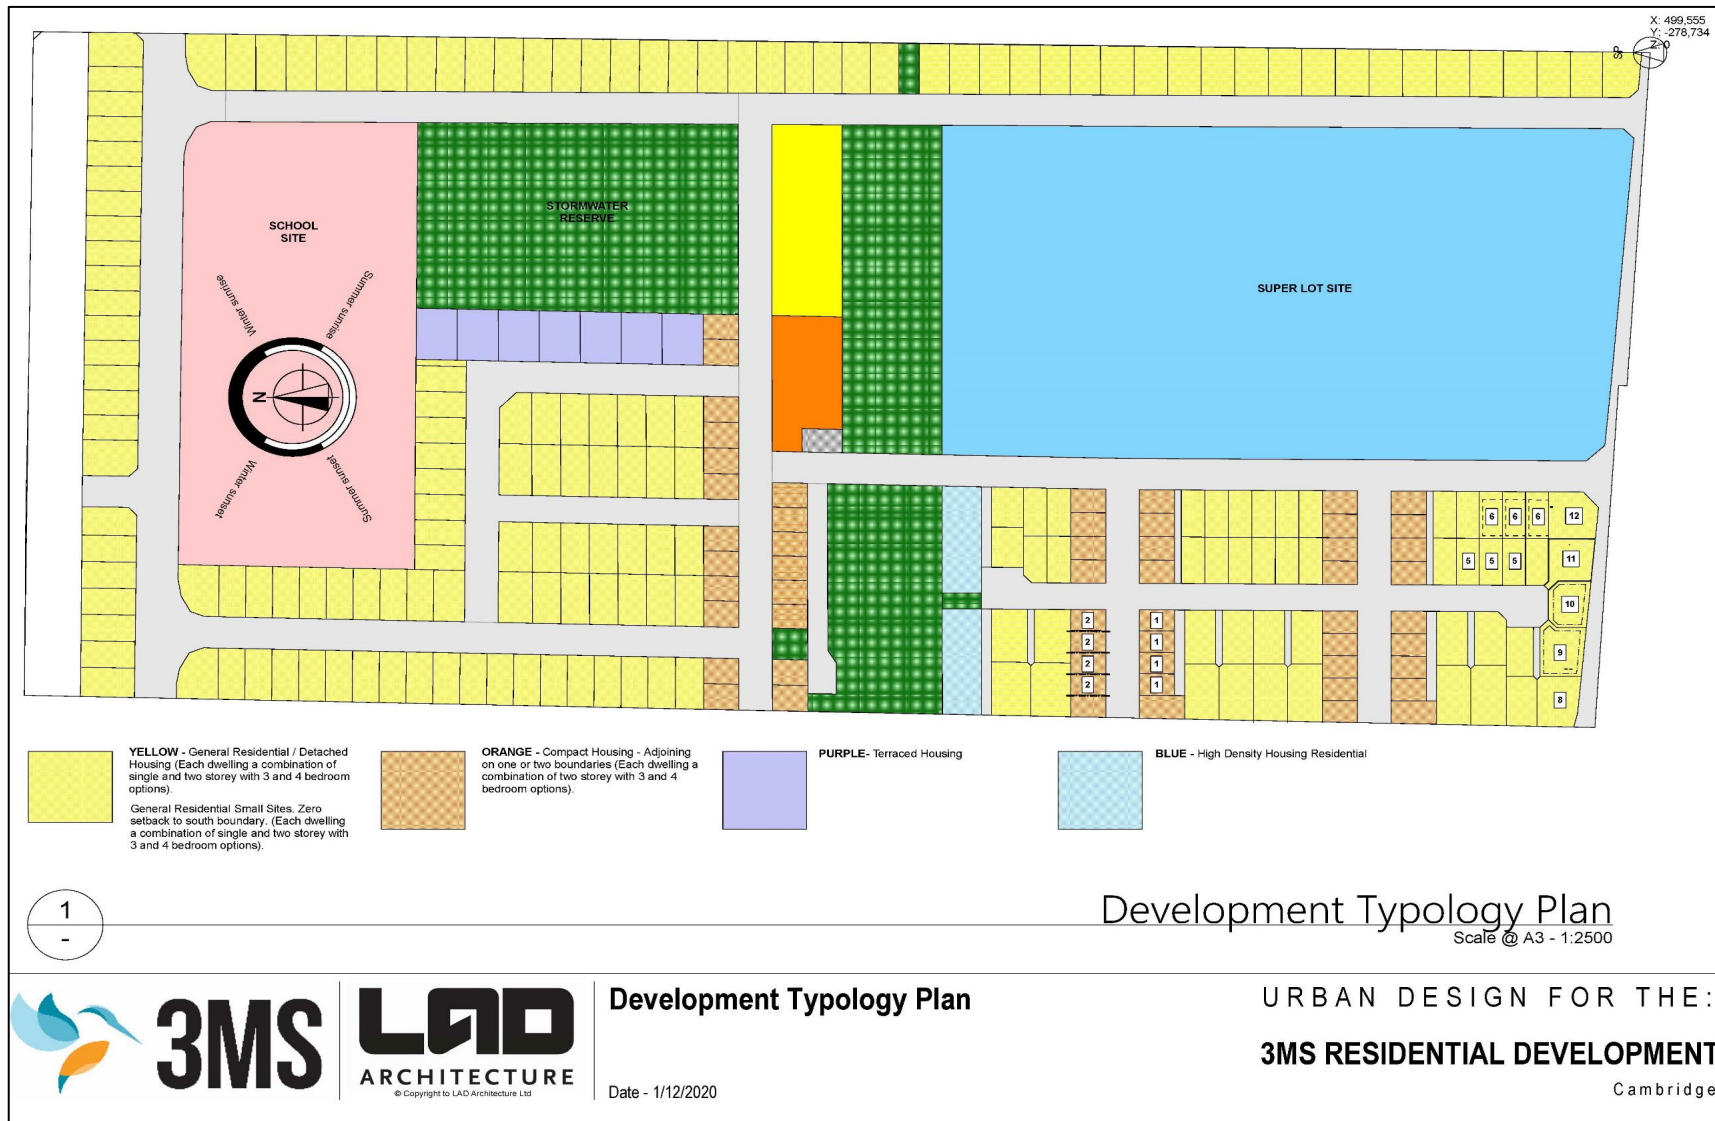 X: 499,555
Y: -278,734
Z: 0
SP
SCHOOL
SITE
STORMWATER
RESERVE
SUPER LOT SITE
Winter sunrise
Summer sunrise
N
Winter sunset
Summer sunset
6 6 6 12
5 5 5 11
10
2 1
2 1 9
2 1
2 1 8
YELLOW - General Residential / Detached
Housing (Each dwelling a combination of
single and two storey with 3 and 4 bedroom
options).
General Residential Small Sites. Zero
setback to south boundary. (Each dwelling
a combination of single and two storey with
3 and 4 bedroom options).
ORANGE - Compact Housing - Adjoining
on one or two boundaries (Each dwelling a
combination of two storey with 3 and 4
bedroom options).
PURPLE- Terraced Housing
BLUE - High Density Housing Residential
1
-
Development Typology Plan
Scale @ A3 - 1:2500
3MS
LAD
ARCHITECTURE
© Copyright to LAD Architecture Ltd
Development Typology Plan
Date - 1/12/2020
URBAN DESIGN FOR THE:
3MS RESIDENTIAL DEVELOPMENT
Cambridge